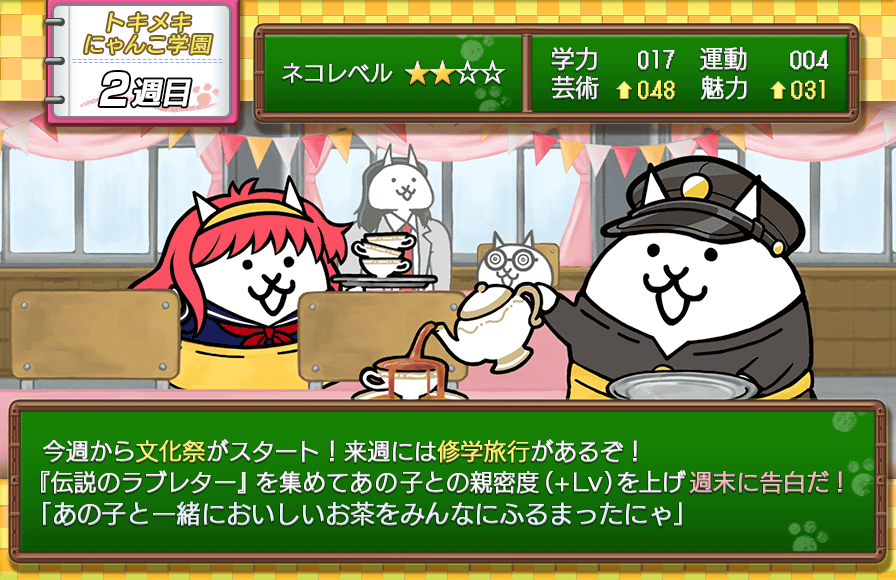 トキメキ
にゃんこ学園
2週目
ネコレベル ★★☆☆
学力 017 運動 004
芸術 ↑048 魅力 ↑031
今週から文化祭がスタート！来週には修学旅行があるぞ！
『伝説のラブレター』を集めてあの子との親密度（+Lv）を上げ週末に告白だ！
「あの子と一緒においしいお茶をみんなにふるまったにゃ」